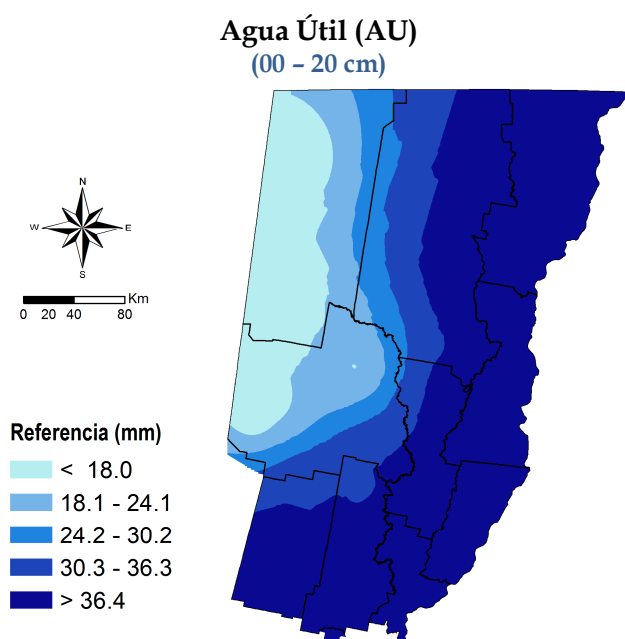 Agua Útil (AU)
(00 – 20 cm)
N
W E
S
Km
0 20 40 80
Referencia (mm)
< 18.0
18.1 - 24.1
24.2 - 30.2
30.3 - 36.3
> 36.4